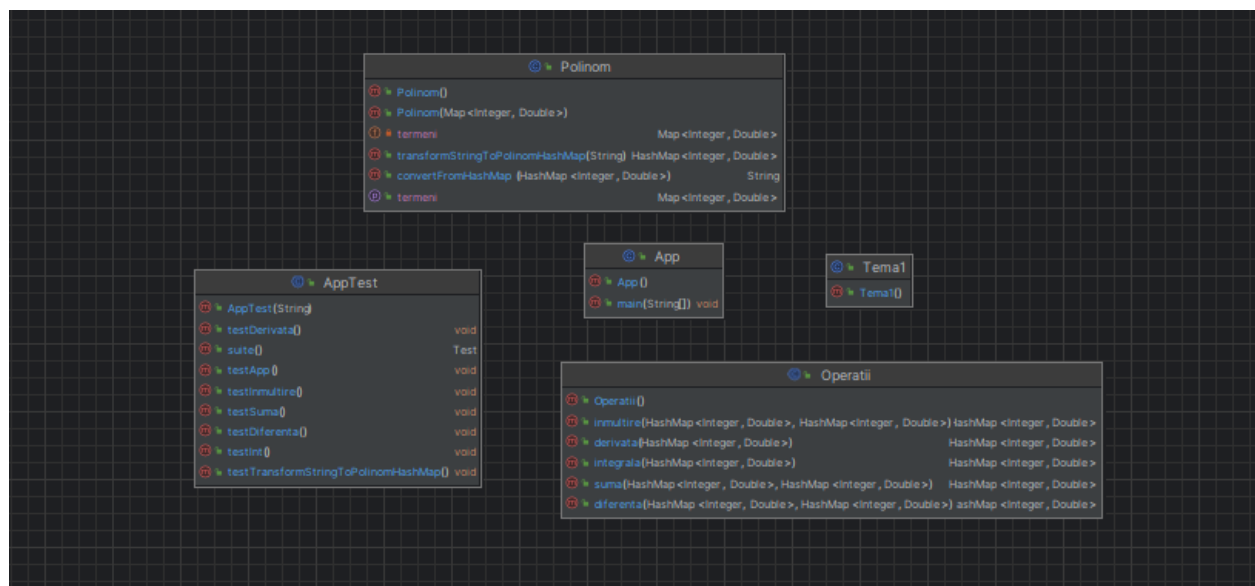 Polinom
Polinom()
Polinom(Map<Integer, Double>)
termeni Map<Integer, Double>
transformStringToPolinomHashMap(String) HashMap<Integer, Double>
convertFromHashMap (HashMap <Integer, Double>) String
termeni Map<Integer, Double>
App
App()
main(String[]) void
Tema1
Tema1()
AppTest
AppTest(String)
testDerivata() void
suite() Test
testApp() void
testInmultire() void
testSuma() void
testDiferenta() void
testInt() void
testTransformStringToPolinomHashMap() void
Operatii
Operatii()
inmultire(HashMap <Integer, Double>, HashMap <Integer, Double>) HashMap <Integer, Double>
derivata(HashMap <Integer, Double>) HashMap <Integer, Double>
integrala(HashMap <Integer, Double>) HashMap <Integer, Double>
suma(HashMap <Integer, Double>, HashMap <Integer, Double>) HashMap <Integer, Double>
diferenta(HashMap <Integer, Double>, HashMap <Integer, Double>) ashMap <Integer, Double>